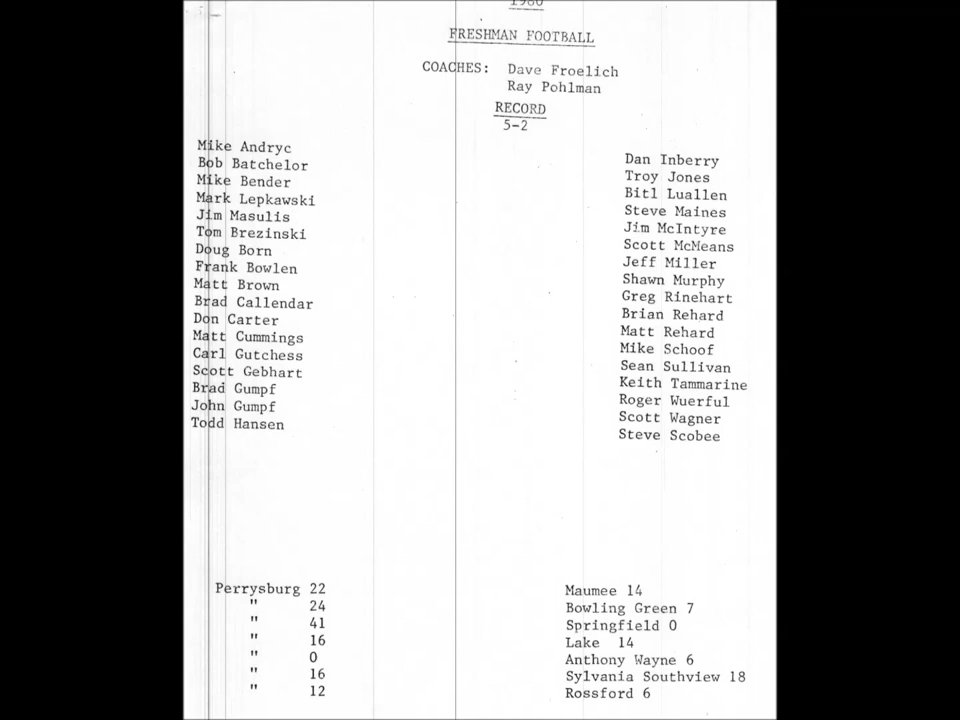 1980
FRESHMAN FOOTBALL
COACHES: Dave Froelich
Ray Pohlman
RECORD
5-2
Mike Andryc
Bob Batchelor
Mike Bender
Mark Lepkawski
Jim Masulis
Tom Brezinski
Doug Born
Frank Bowlen
Matt Brown
Brad Callendar
Don Carter
Matt Cummings
Carl Gutchess
Scott Gebhart
Brad Gumpf
John Gumpf
Todd Hansen
Dan Inberry
Troy Jones
Bitl Luallen
Steve Maines
Jim McIntyre
Scott McMeans
Jeff Miller
Shawn Murphy
Greg Rinehart
Brian Rehard
Matt Rehard
Mike Schoof
Sean Sullivan
Keith Tammarine
Roger Wuerful
Scott Wagner
Steve Scobee
Perrysburg 22 Maumee 14
" 24 Bowling Green 7
" 41 Springfield 0
" 16 Lake 14
" 0 Anthony Wayne 6
" 16 Sylvania Southview 18
" 12 Rossford 6